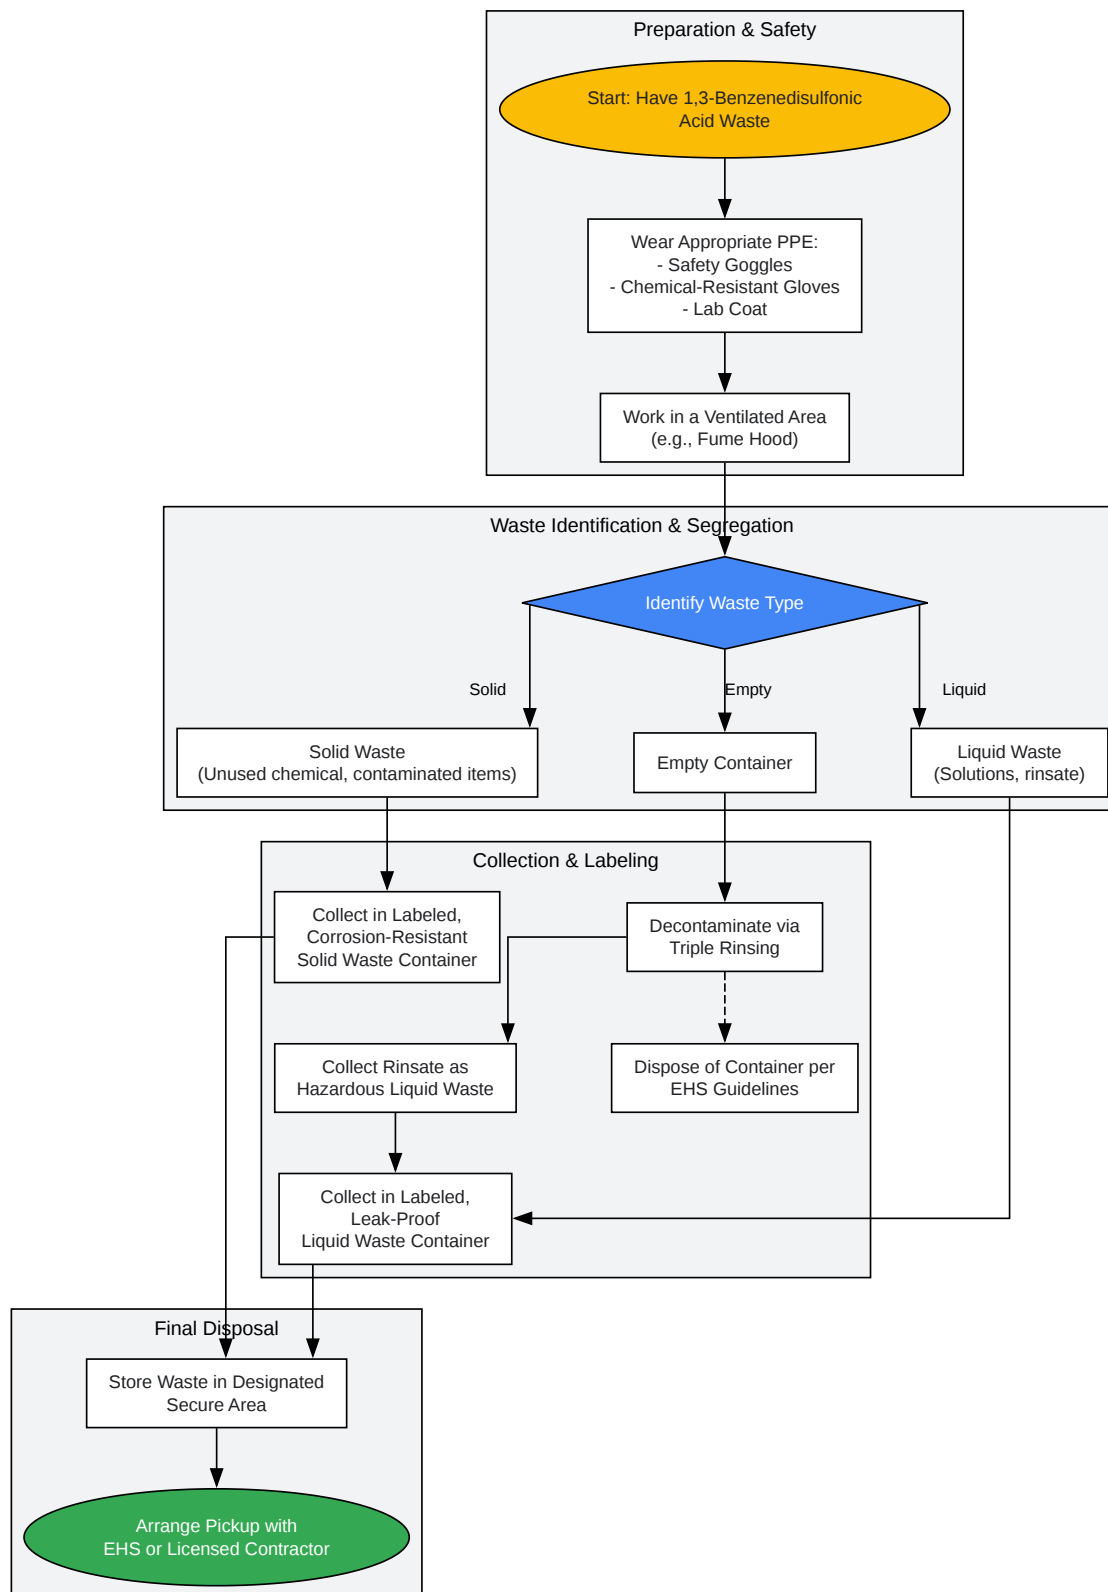 Preparation & Safety
Start: Have 1,3-Benzenedisulfonic
Acid Waste
Wear Appropriate PPE:
- Safety Goggles
- Chemical-Resistant Gloves
- Lab Coat
Work in a Ventilated Area
(e.g., Fume Hood)
Waste Identification & Segregation
Identify Waste Type
Solid
Empty
Liquid
Solid Waste
(Unused chemical, contaminated items)
Empty Container
Liquid Waste
(Solutions, rinsate)
Collection & Labeling
Collect in Labeled,
Corrosion-Resistant
Solid Waste Container
Decontaminate via
Triple Rinsing
Collect Rinsate as
Hazardous Liquid Waste
Dispose of Container per
EHS Guidelines
Collect in Labeled,
Leak-Proof
Liquid Waste Container
Final Disposal
Store Waste in Designated
Secure Area
Arrange Pickup with
EHS or Licensed Contractor